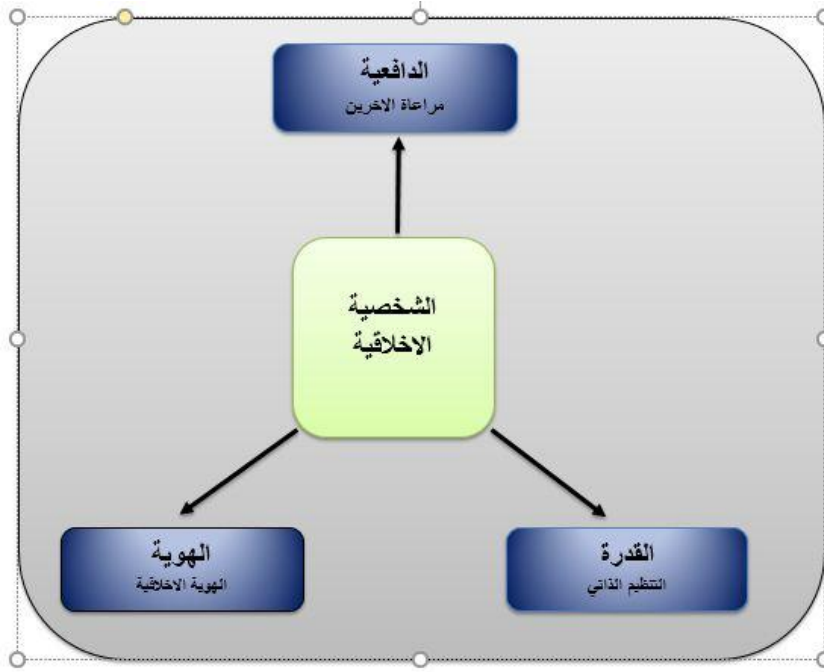 الدافعية
مراعاة الاخرين
الشخصية
الاخلاقية
القدرة
التنظيم الذاتي
الهوية
الهوية الاخلاقية